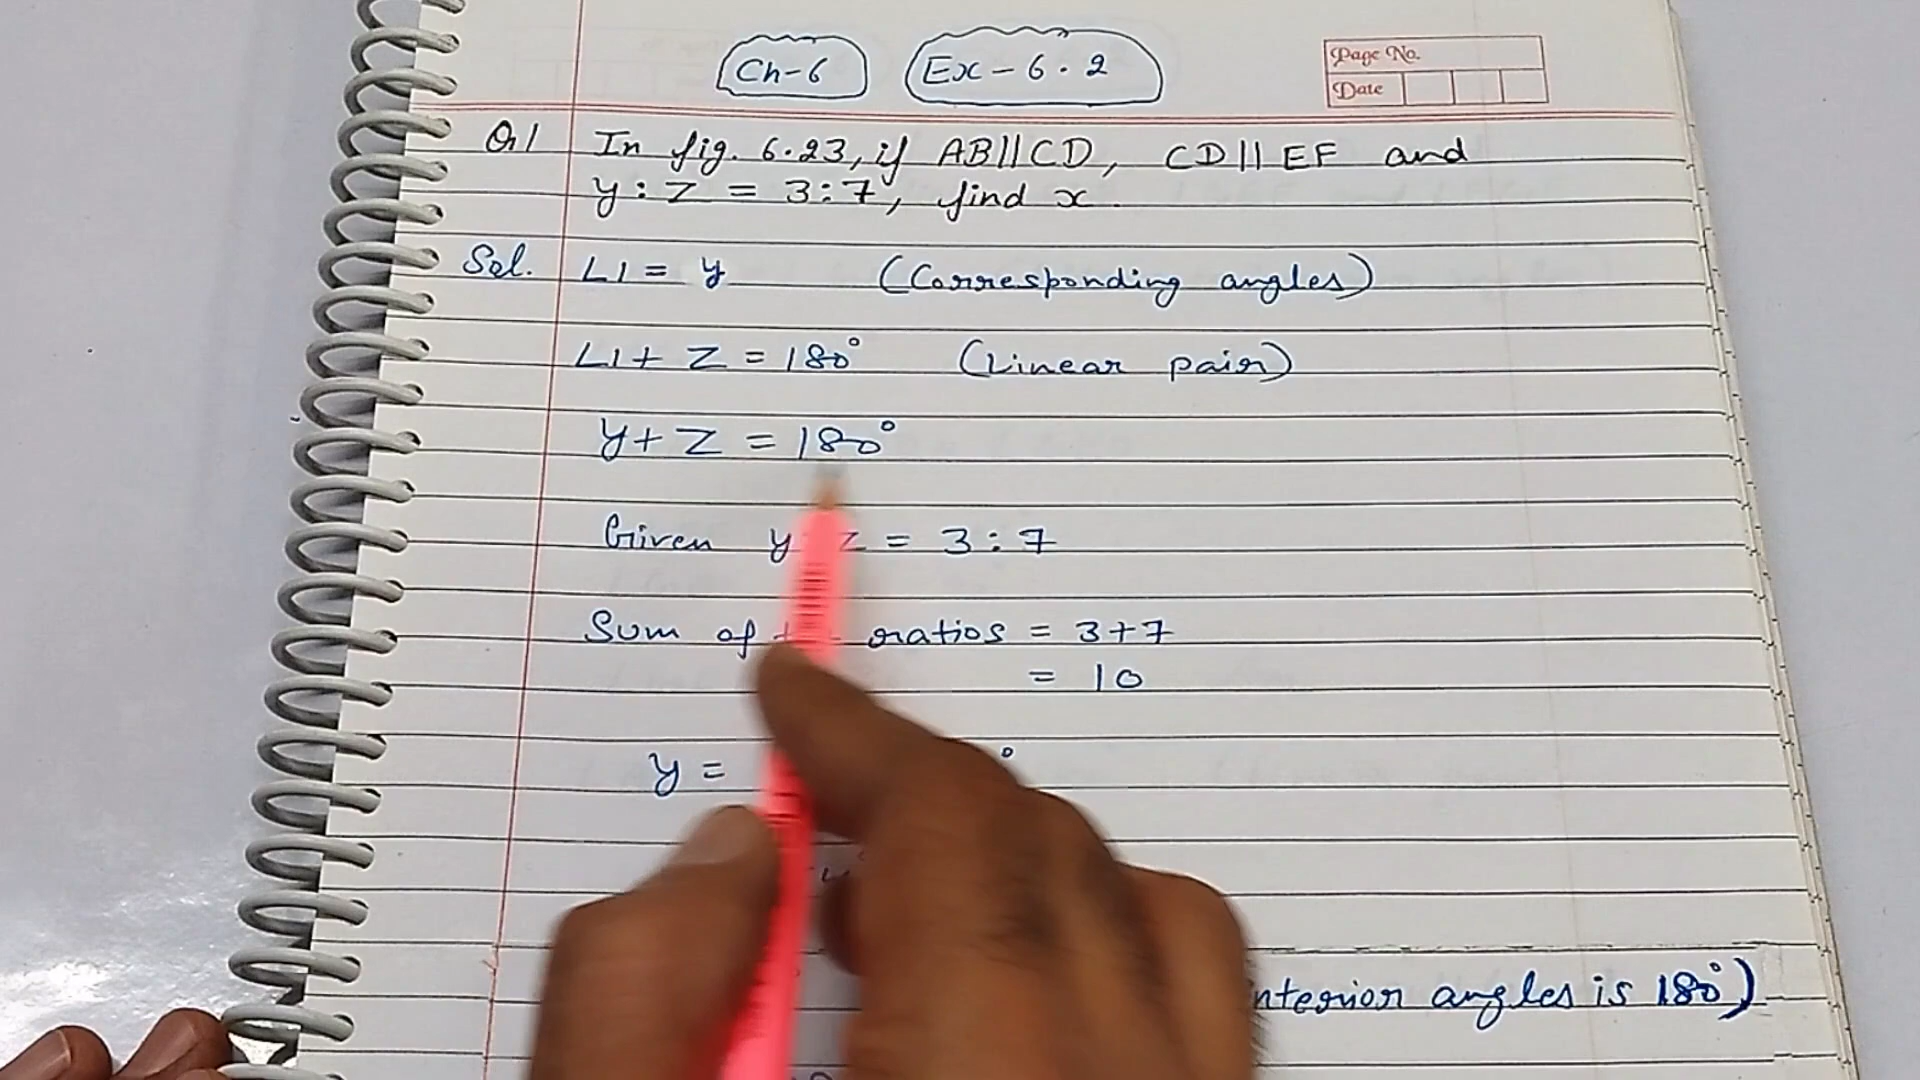 Ch-6 Ex-6.2
Page No.
Date
Q1 In fig. 6.23, if AB||CD, CD||EF and
y:z = 3:7, find x.
Sol. ∠1 = y (Corresponding angles)
∠1 + z = 180° (Linear pair)
y + z = 180°
Given y:z = 3:7
Sum of ratios = 3+7
= 10
y =
interior angles is 180°)